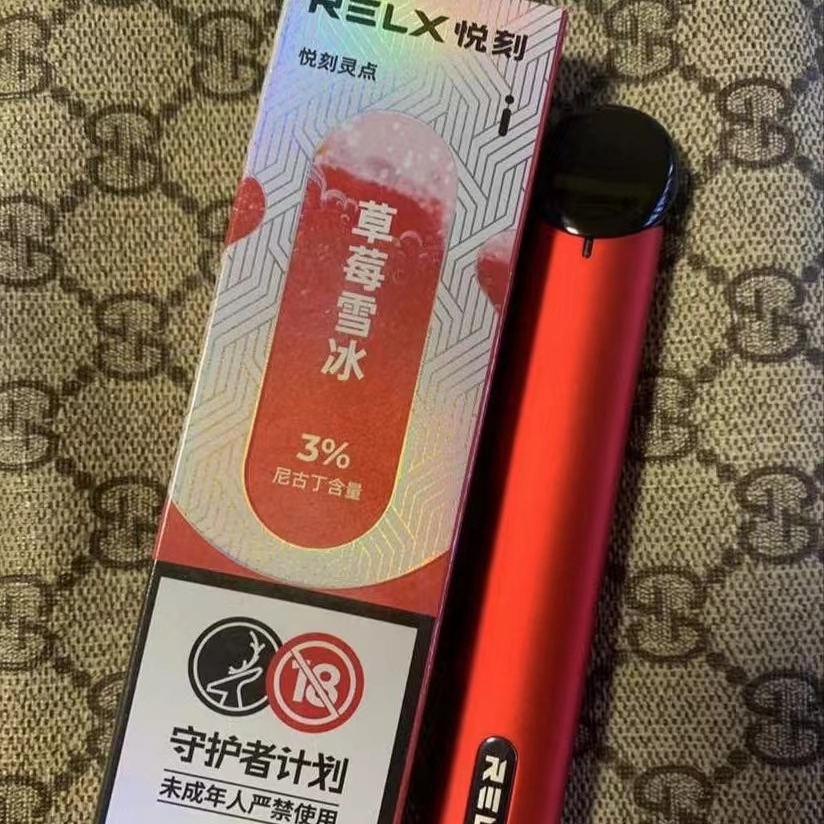 RELX 悦刻
悦刻灵点
i
草莓雪冰
3%
尼古丁含量
18
守护者计划
未成年人严禁使用
REL